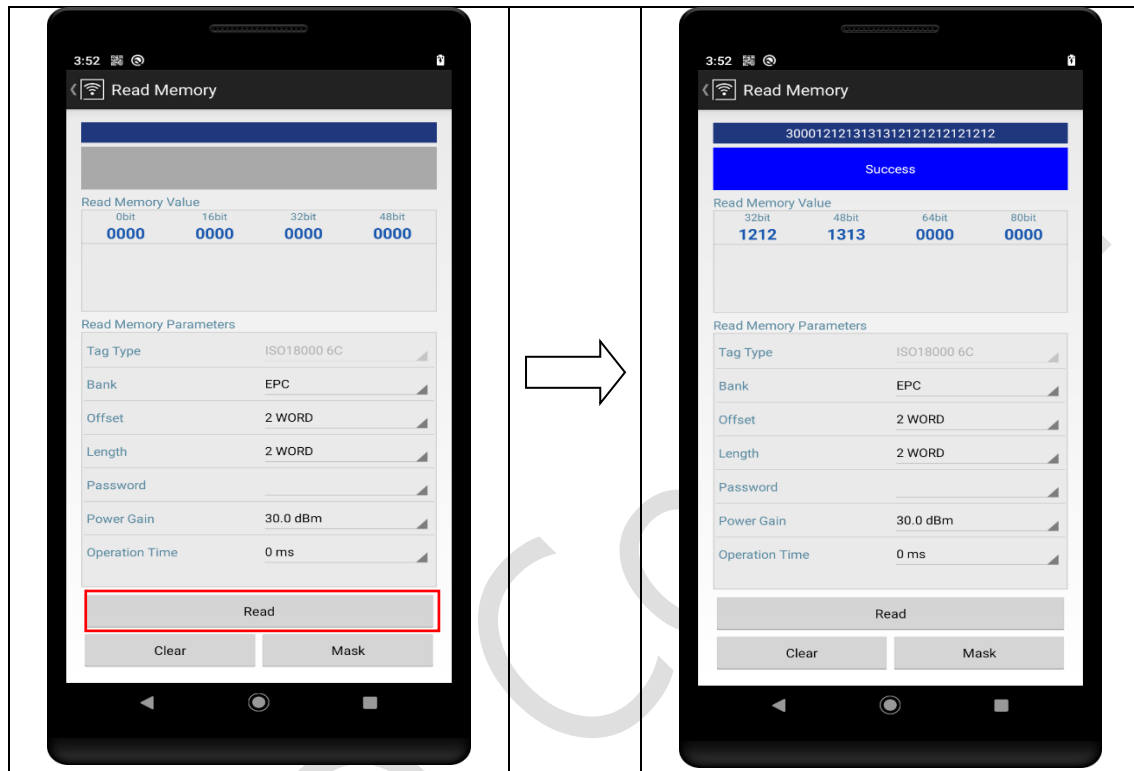 3:52
Read Memory
Read Memory Value
0bit 16bit 32bit 48bit
0000 0000 0000 0000
Read Memory Parameters
Tag Type ISO18000 6C
Bank EPC
Offset 2 WORD
Length 2 WORD
Password
Power Gain 30.0 dBm
Operation Time 0 ms
Read
Clear Mask
3:52
Read Memory
3000121213131312121212121212
Success
Read Memory Value
32bit 48bit 64bit 80bit
1212 1313 0000 0000
Read Memory Parameters
Tag Type ISO18000 6C
Bank EPC
Offset 2 WORD
Length 2 WORD
Password
Power Gain 30.0 dBm
Operation Time 0 ms
Read
Clear Mask